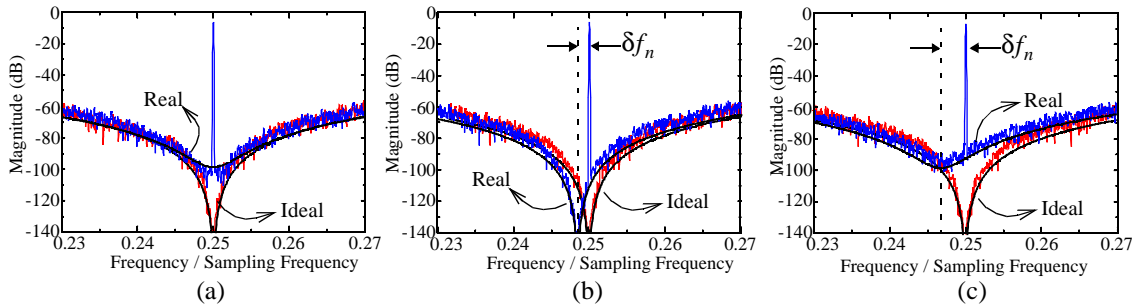 0
-20
-40
-60
-80
-100
-120
-140
Magnitude (dB)
Real
Ideal
0.23 0.24 0.25 0.26 0.27
Frequency / Sampling Frequency
(a)
0
-20
-40
-60
-80
-100
-120
-140
Magnitude (dB)
δfn
Real
Ideal
0.23 0.24 0.25 0.26 0.27
Frequency / Sampling Frequency
(b)
0
-20
-40
-60
-80
-100
-120
-140
Magnitude (dB)
δfn
Real
Ideal
0.23 0.24 0.25 0.26 0.27
Frequency / Sampling Frequency
(c)